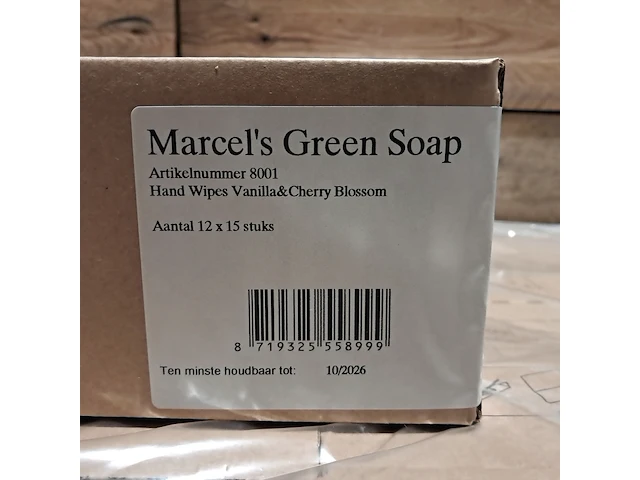 Marcel's Green Soap
Artikelnummer 8001
Hand Wipes Vanilla&Cherry Blossom
Aantal 12 x 15 stuks
8 719325 558999
Ten minste houdbaar tot: 10/2026